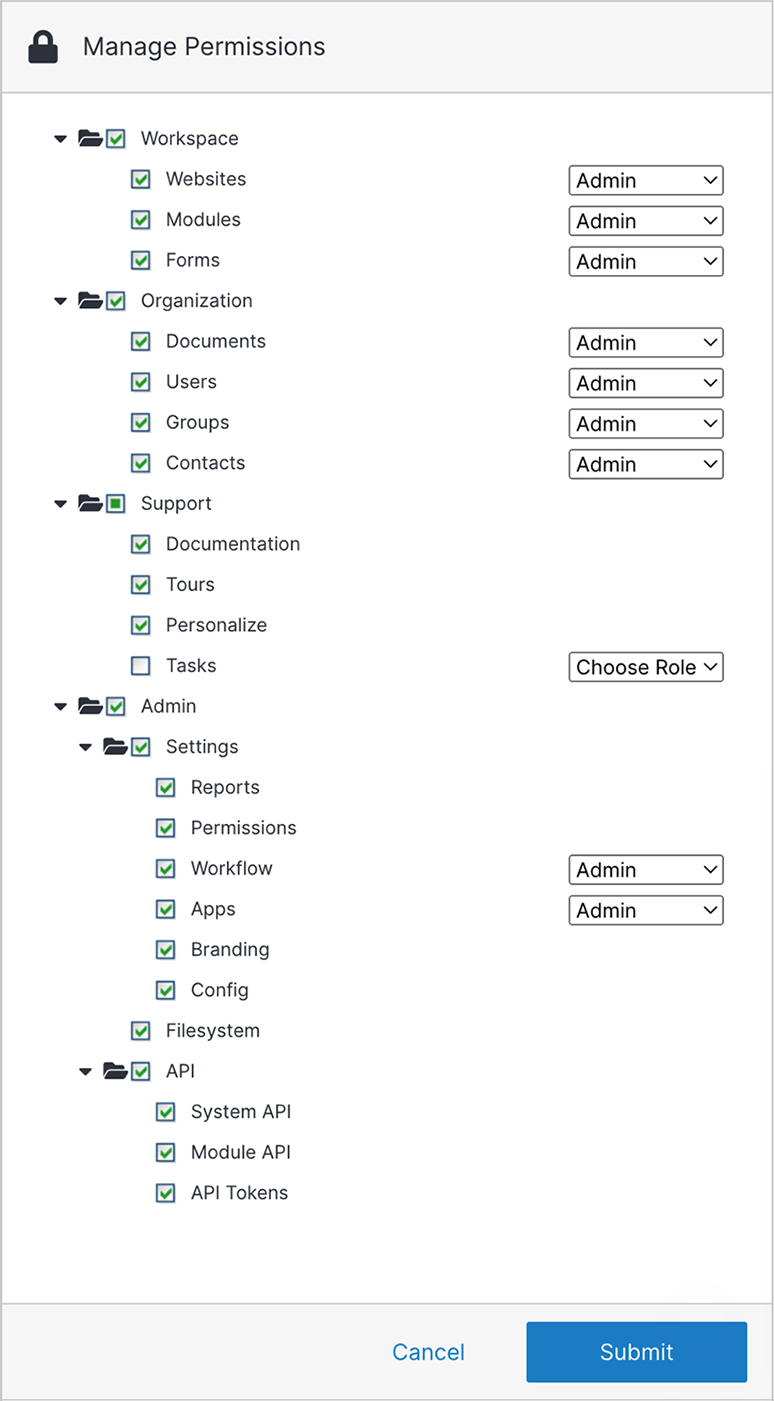 Manage Permissions
Workspace
Websites Admin
Modules Admin
Forms Admin
Organization
Documents Admin
Users Admin
Groups Admin
Contacts Admin
Support
Documentation
Tours
Personalize
Tasks Choose Role
Admin
Settings
Reports
Permissions
Workflow Admin
Apps Admin
Branding
Config
Filesystem
API
System API
Module API
API Tokens
Cancel Submit